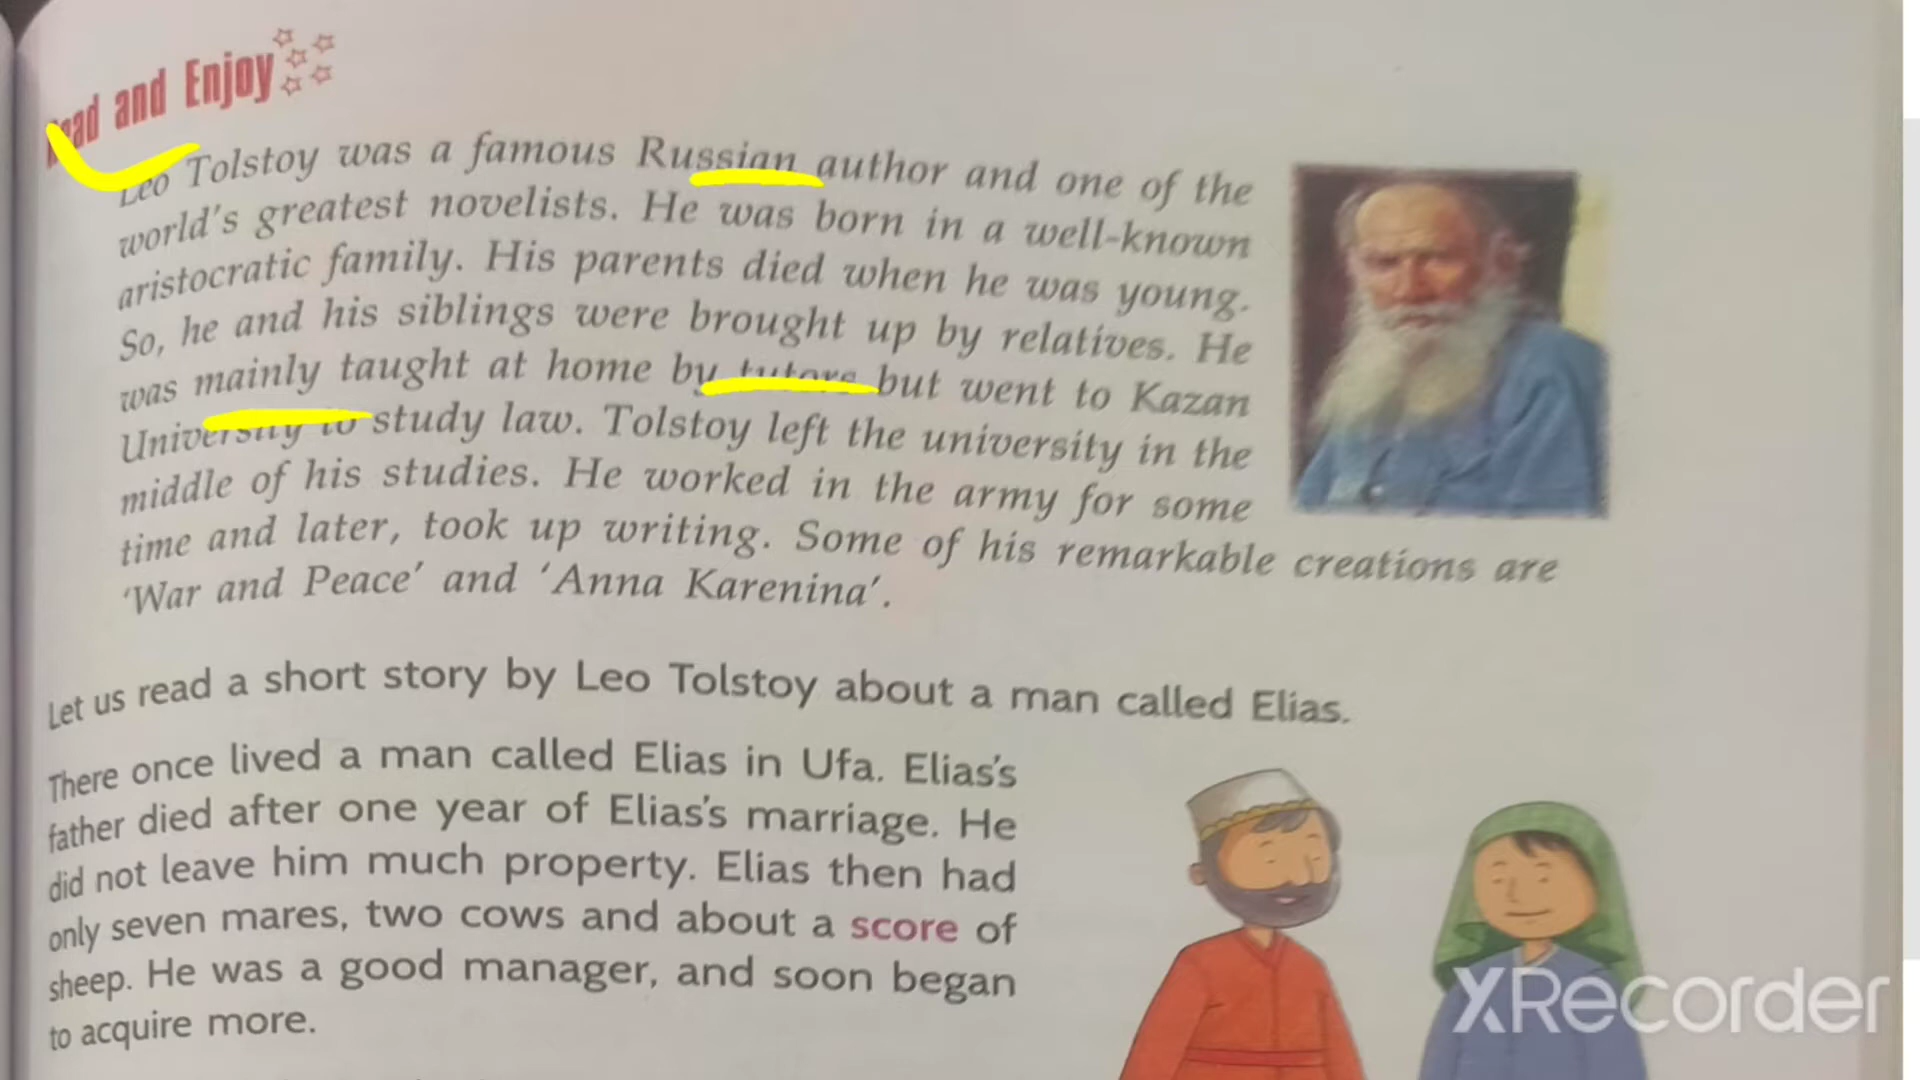 Read and Enjoy
Leo Tolstoy was a famous Russian author and one of the
world's greatest novelists. He was born in a well-known
aristocratic family. His parents died when he was young.
So, he and his siblings were brought up by relatives. He
was mainly taught at home by tutors but went to Kazan
University to study law. Tolstoy left the university in the
middle of his studies. He worked in the army for some
time and later, took up writing. Some of his remarkable creations are
'War and Peace' and 'Anna Karenina'.
Let us read a short story by Leo Tolstoy about a man called Elias.
There once lived a man called Elias in Ufa. Elias's
father died after one year of Elias's marriage. He
did not leave him much property. Elias then had
only seven mares, two cows and about a score of
sheep. He was a good manager, and soon began
to acquire more.
XRecorder